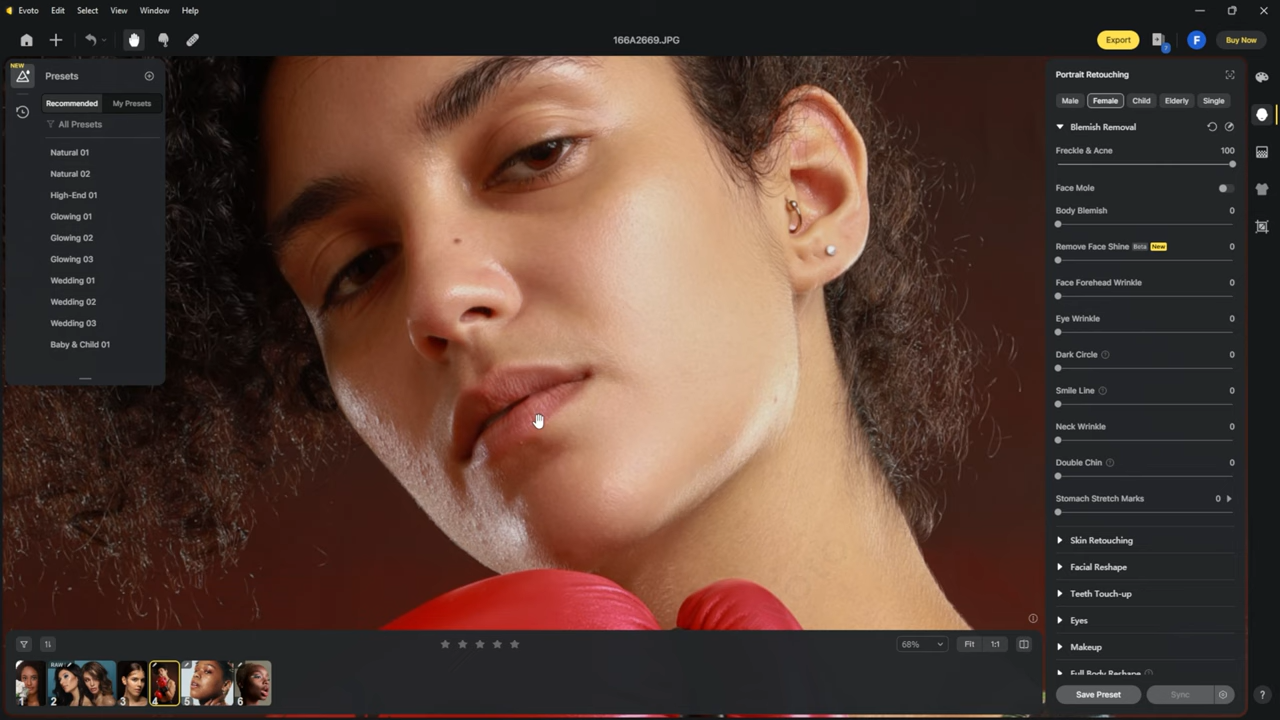 Evoto Edit Select View Window Help
166A2669.JPG
Export
7
F
Buy Now
NEW
Presets
Recommended My Presets
All Presets
Natural 01
Natural 02
High-End 01
Glowing 01
Glowing 02
Glowing 03
Wedding 01
Wedding 02
Wedding 03
Baby & Child 01
Portrait Retouching
Male Female Child Elderly Single
Blemish Removal
Freckle & Acne 100
Face Mole
Body Blemish 0
Remove Face Shine Beta New 0
Face Forehead Wrinkle 0
Eye Wrinkle 0
Dark Circle ? 0
Smile Line ? 0
Neck Wrinkle 0
Double Chin ? 0
Stomach Stretch Marks 0
Skin Retouching
Facial Reshape
Teeth Touch-up
Eyes
Makeup
Full Body Reshape ?
68% Fit 1:1
RAW
1 2 3 4 5 6
Save Preset Sync ?